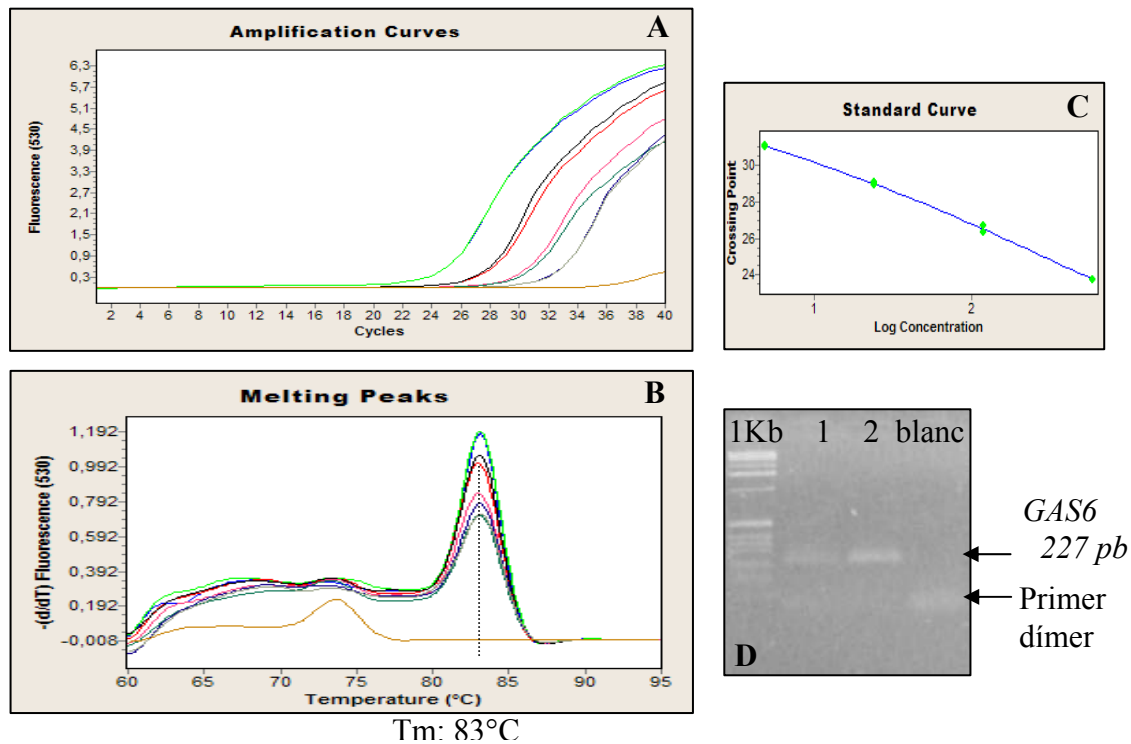 Amplification Curves
A
Fluorescence (530)
6,3
5,7
5,1
4,5
3,9
3,3
2,7
2,1
1,5
0,9
0,3
2 4 6 8 10 12 14 16 18 20 22 24 26 28 30 32 34 36 38 40
Cycles
Standard Curve
C
Crossing Point
30
28
26
24
1 2
Log Concentration
Melting Peaks
B
-(d/dT) Fluorescence (530)
1,192
0,992
0,792
0,592
0,392
0,192
-0,008
60 65 70 75 80 85 90 95
Temperature (°C)
Tm: 83°C
1Kb 1 2 blanc
GAS6
227 pb
Primer
dímer
D